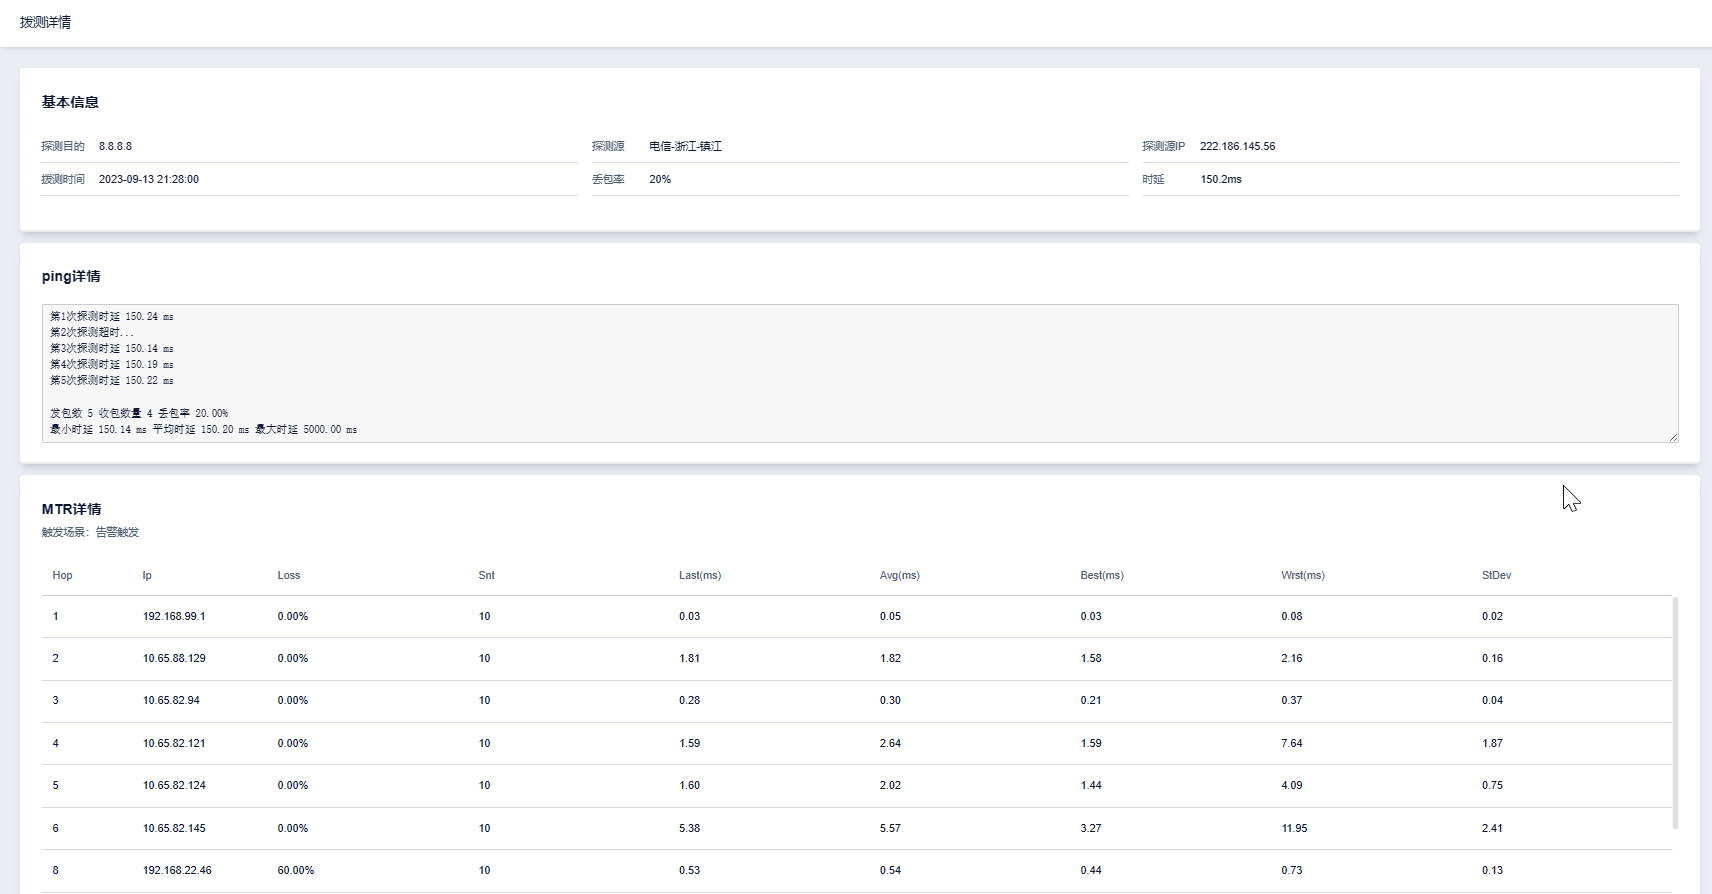 拨测详情
基本信息
探测目的 8.8.8.8 探测源 电信-浙江-镇江 探测源IP 222.186.145.56
拨测时间 2023-09-13 21:28:00 丢包率 20% 时延 150.2ms
ping详情
第1次探测时延 150.24 ms
第2次探测超时...
第3次探测时延 150.14 ms
第4次探测时延 150.19 ms
第5次探测时延 150.22 ms
发包数 5 收包数量 4 丢包率 20.00%
最小时延 150.14 ms 平均时延 150.20 ms 最大时延 5000.00 ms
MTR详情
触发场景：告警触发
Hop Ip Loss Snt Last(ms) Avg(ms) Best(ms) Wrst(ms) StDev
1 192.168.99.1 0.00% 10 0.03 0.05 0.03 0.08 0.02
2 10.65.88.129 0.00% 10 1.81 1.82 1.58 2.16 0.16
3 10.65.82.94 0.00% 10 0.28 0.30 0.21 0.37 0.04
4 10.65.82.121 0.00% 10 1.59 2.64 1.59 7.64 1.87
5 10.65.82.124 0.00% 10 1.60 2.02 1.44 4.09 0.75
6 10.65.82.145 0.00% 10 5.38 5.57 3.27 11.95 2.41
8 192.168.22.46 60.00% 10 0.53 0.54 0.44 0.73 0.13